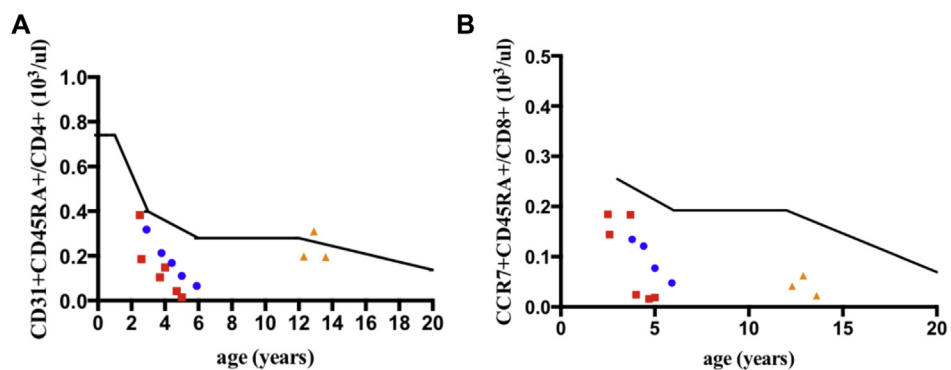 A
CD31+CD45RA+/CD4+ (10³/ul)
1.0
0.8
0.6
0.4
0.2
0.0
0 2 4 6 8 10 12 14 16 18 20
age (years)
B
CCR7+CD45RA+/CD8+ (10³/ul)
0.5
0.4
0.3
0.2
0.1
0.0
0 5 10 15 20
age (years)